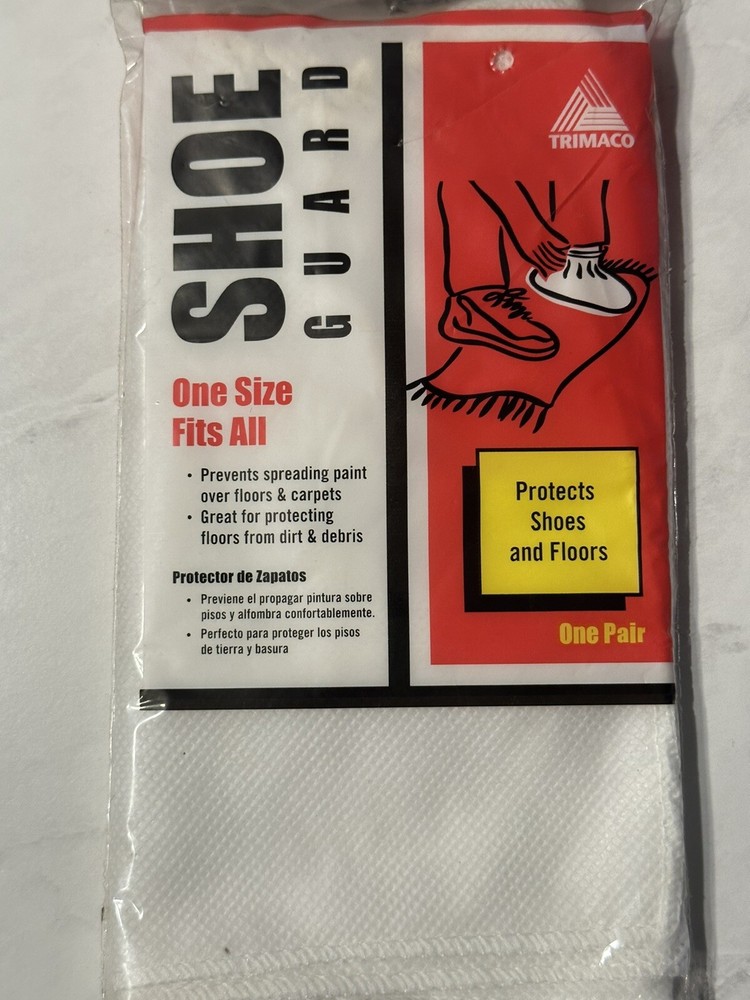 SHOE
GUARD
TRIMACO
One Size
Fits All
• Prevents spreading paint
over floors & carpets
• Great for protecting
floors from dirt & debris
Protector de Zapatos
• Previene el propagar pintura sobre
pisos y alfombra confortablemente.
• Perfecto para proteger los pisos
de tierra y basura
Protects
Shoes
and Floors
One Pair